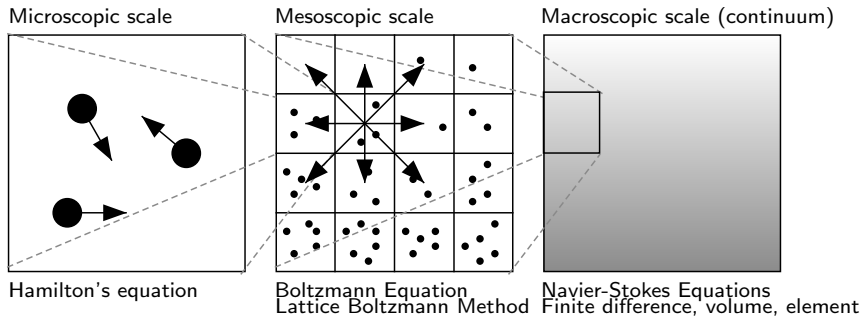 Microscopic scale
Mesoscopic scale
Macroscopic scale (continuum)
Hamilton's equation
Boltzmann Equation
Lattice Boltzmann Method
Navier-Stokes Equations
Finite difference, volume, element